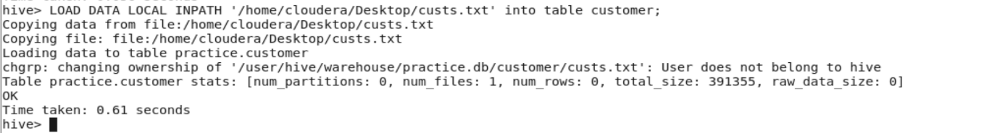 hive> LOAD DATA LOCAL INPATH '/home/cloudera/Desktop/custs.txt' into table customer;
Copying data from file:/home/cloudera/Desktop/custs.txt
Copying file: file:/home/cloudera/Desktop/custs.txt
Loading data to table practice.customer
chgrp: changing ownership of '/user/hive/warehouse/practice.db/customer/custs.txt': User does not belong to hive
Table practice.customer stats: [num_partitions: 0, num_files: 1, num_rows: 0, total_size: 391355, raw_data_size: 0]
OK
Time taken: 0.61 seconds
hive>